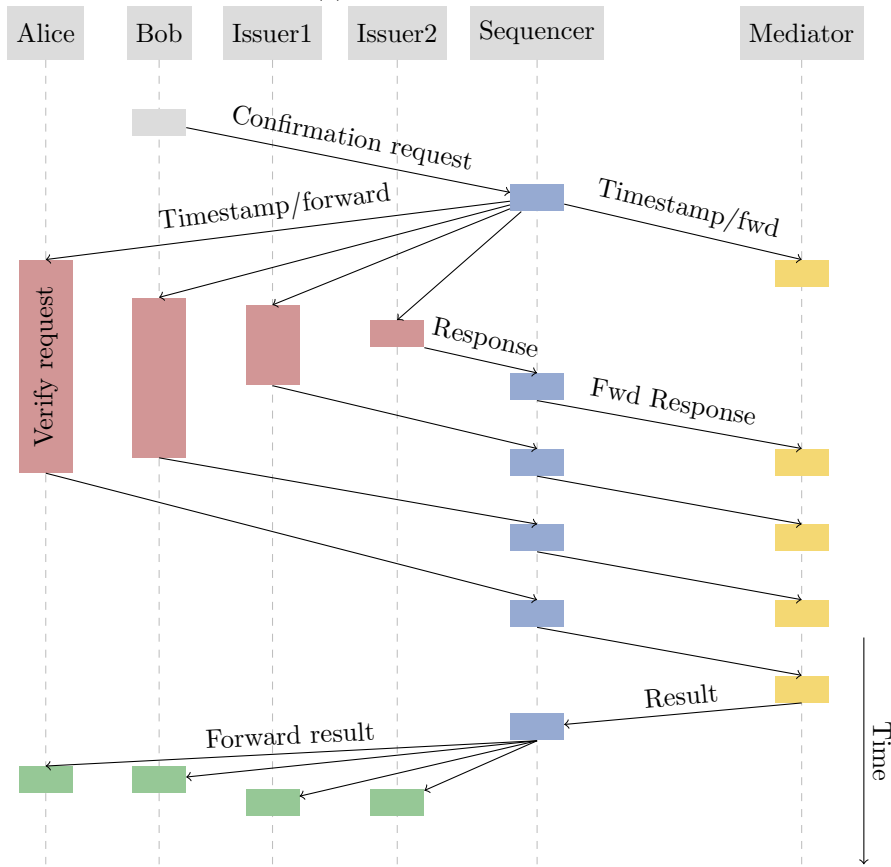 Alice
Bob
Issuer1
Issuer2
Sequencer
Mediator
Confirmation request
Timestamp/forward
Timestamp/fwd
Verify request
Response
Fwd Response
Result
Forward result
Time